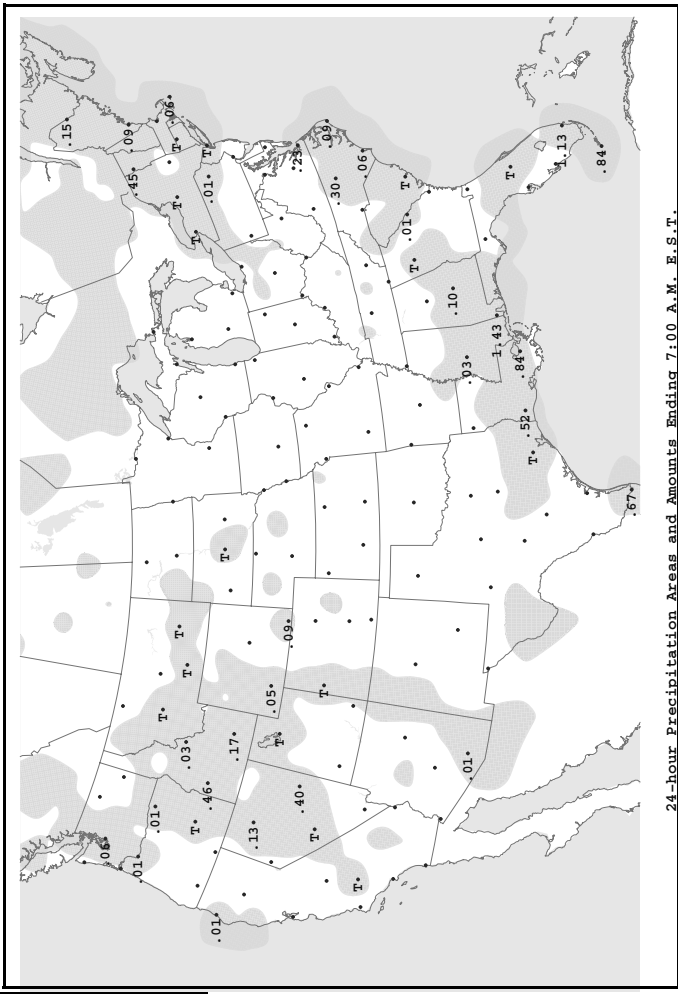 .15
.06
.09
.45
.01
.01
T
.06
T
T
T
.03
T
T
T
T
.46
.01
.01
T
.17
.13
.05
T
.09
.23
.40
T
T
.09
.30
T
.06
T
.01
T
.10
.03
.01
1.43
T
.84
.52
T
1.13
.84
.67
24-hour Precipitation Areas and Amounts Ending 7:00 A.M. E.S.T.